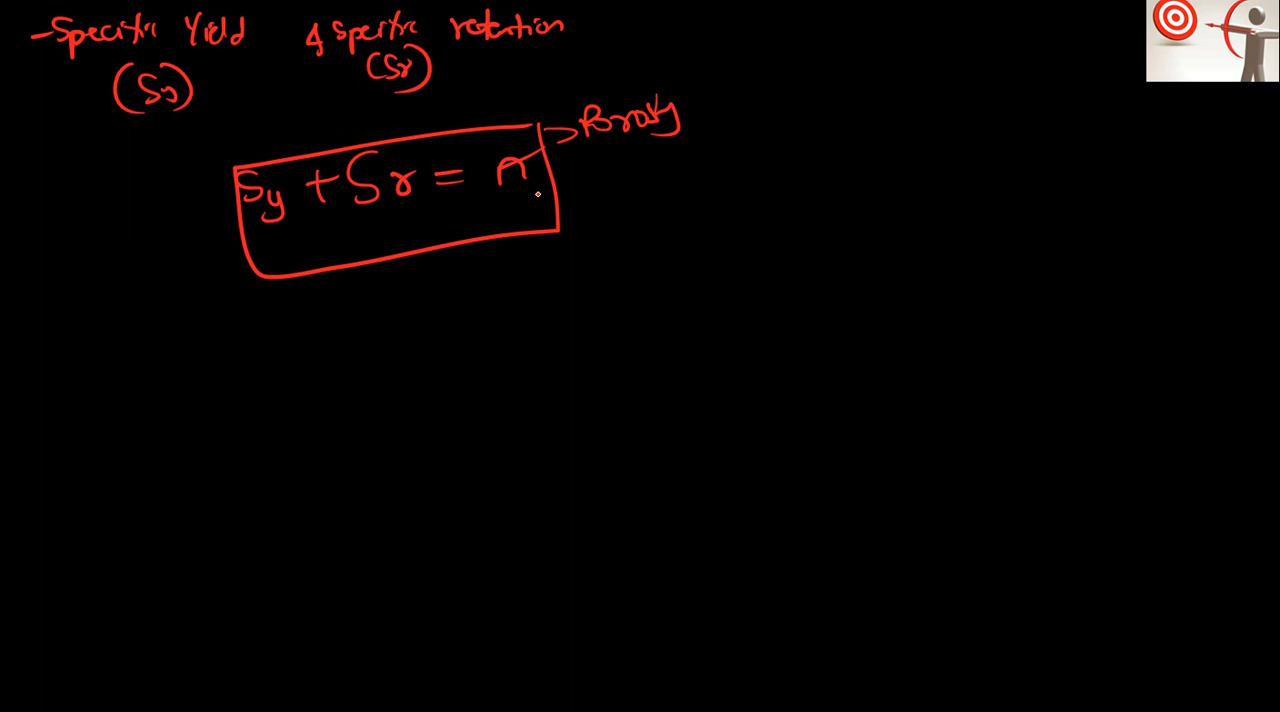 -Specific Yield & Specific retention
(Sy) (Sr)
→ Porosity
Sy + Sr = n